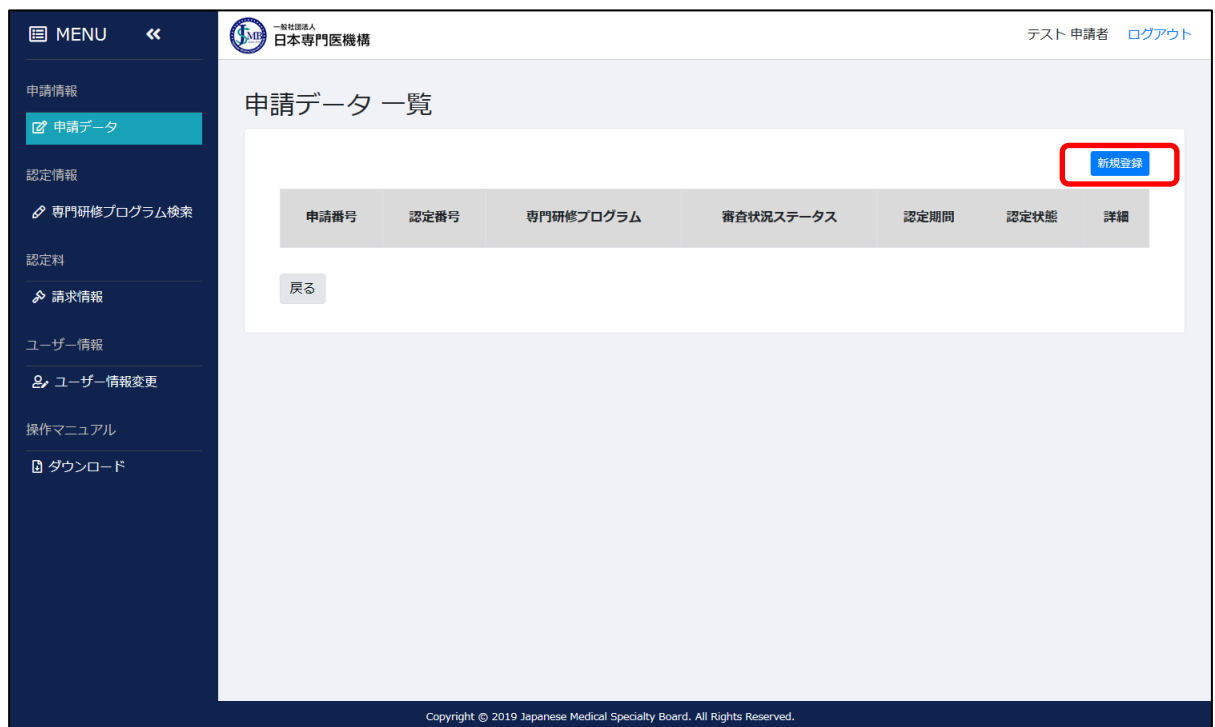 MENU
一般社団法人
日本専門医機構
テスト 申請者 ログアウト
申請情報
申請データ
認定情報
専門研修プログラム検索
認定料
請求情報
ユーザー情報
ユーザー情報変更
操作マニュアル
ダウンロード
申請データ 一覧
新規登録
申請番号 認定番号 専門研修プログラム 審査状況ステータス 認定期間 認定状態 詳細
戻る
Copyright © 2019 Japanese Medical Specialty Board. All Rights Reserved.